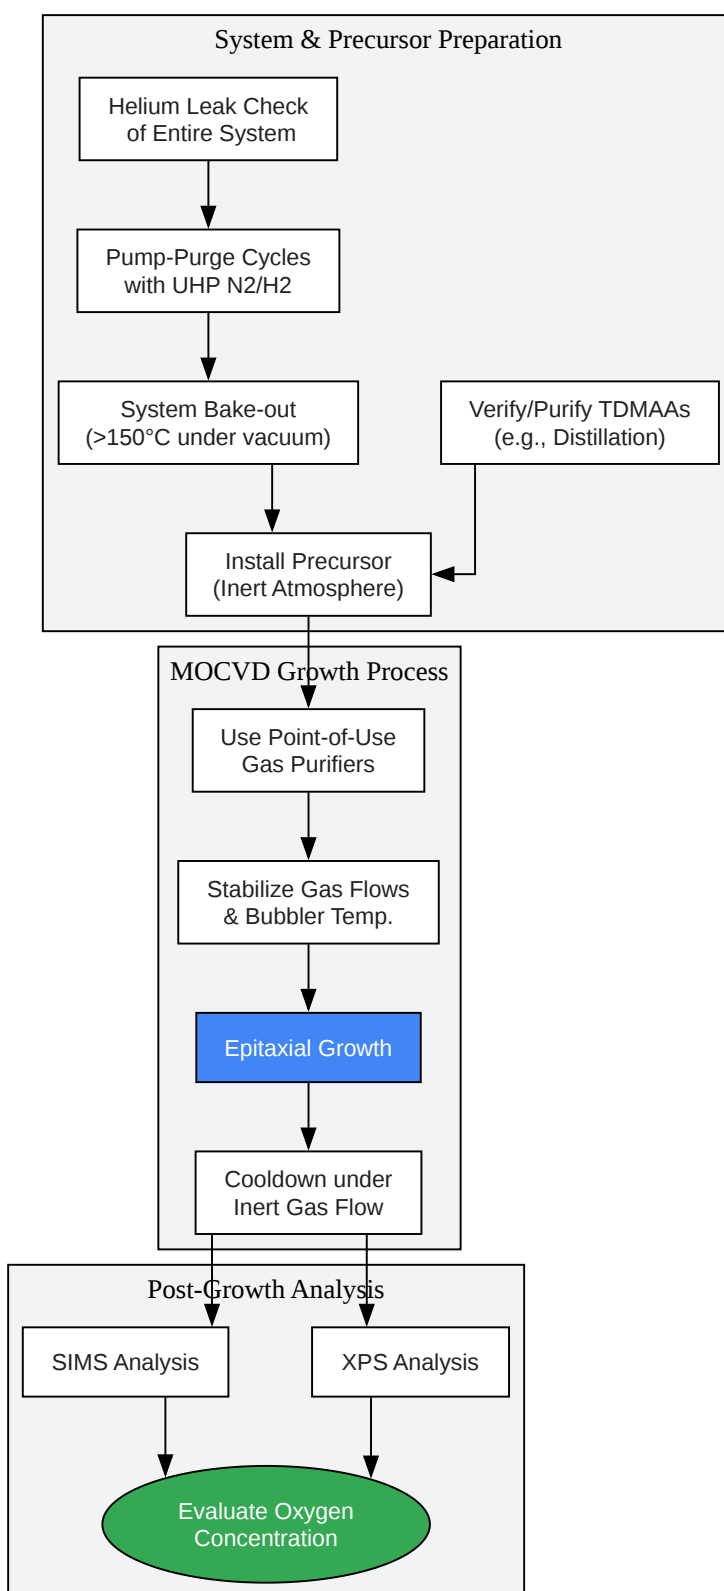 System & Precursor Preparation
Helium Leak Check
of Entire System
Pump-Purge Cycles
with UHP N2/H2
System Bake-out
(>150°C under vacuum)
Verify/Purify TDMAAs
(e.g., Distillation)
Install Precursor
(Inert Atmosphere)
MOCVD Growth Process
Use Point-of-Use
Gas Purifiers
Stabilize Gas Flows
& Bubbler Temp.
Epitaxial Growth
Cooldown under
Inert Gas Flow
Post-Growth Analysis
SIMS Analysis
XPS Analysis
Evaluate Oxygen
Concentration